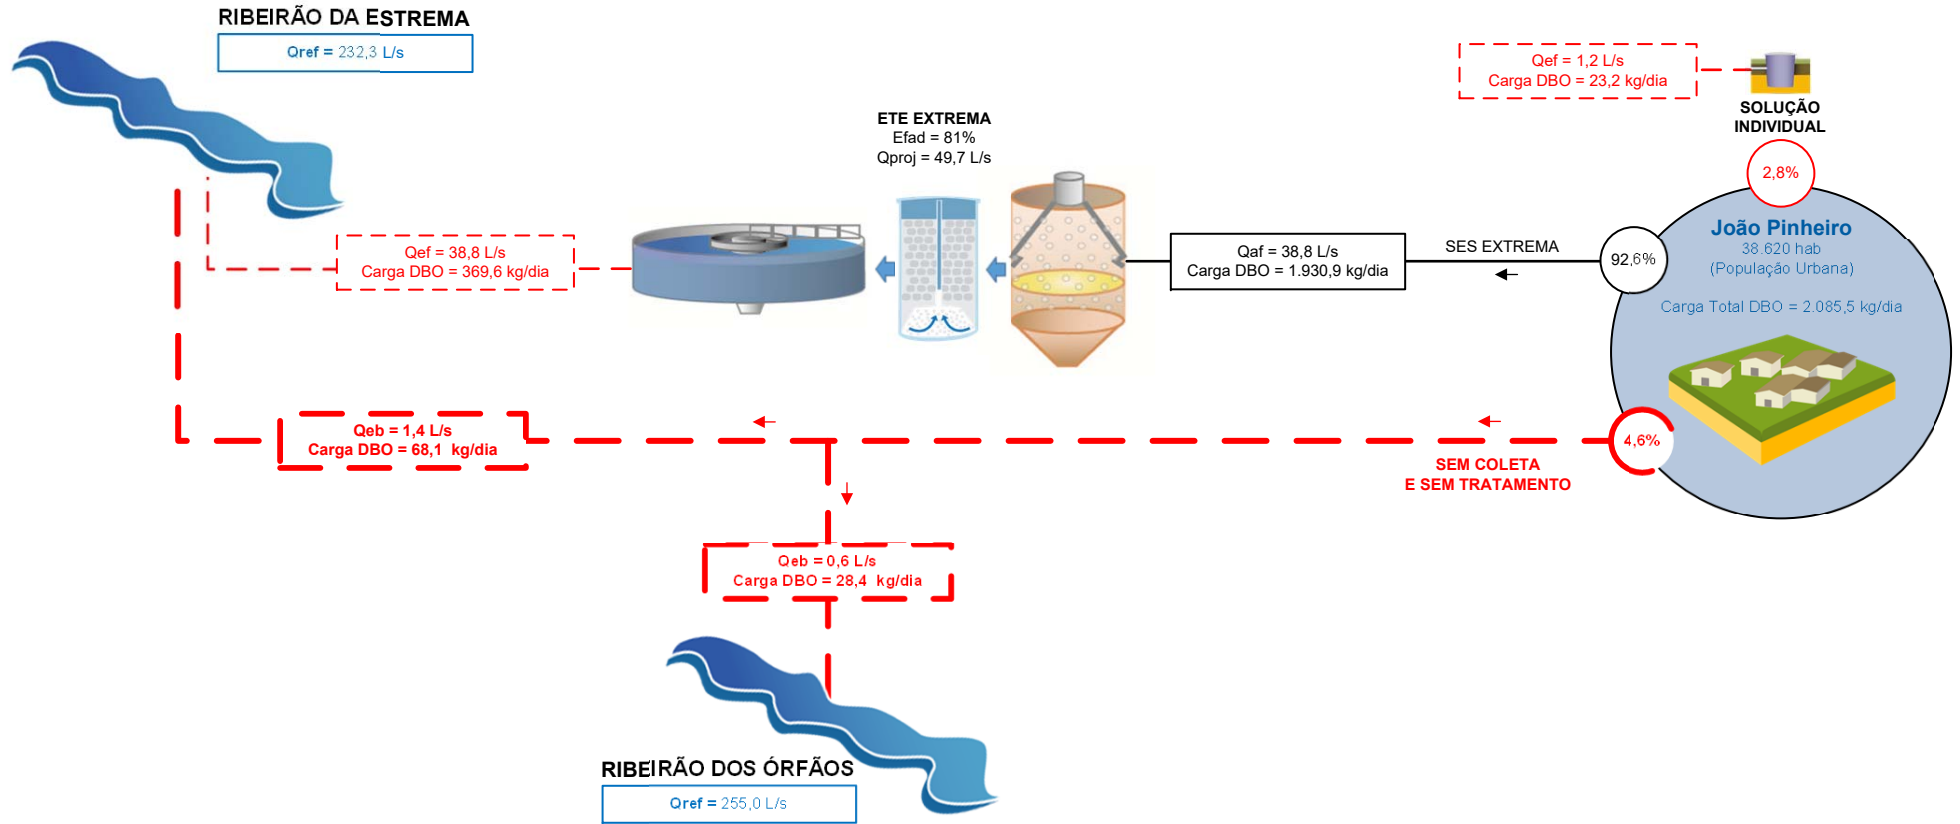 RIBEIRÃO DA ESTREMA
Qref = 232,3 L/s
Qef = 1,2 L/s
Carga DBO = 23,2 kg/dia
SOLUÇÃO
INDIVIDUAL
2,8%
ETE EXTREMA
Efad = 81%
Qproj = 49,7 L/s
João Pinheiro
38.620 hab
(População Urbana)
Carga Total DBO = 2.085,5 kg/dia
92,6%
SES EXTREMA
Qaf = 38,8 L/s
Carga DBO = 1.930,9 kg/dia
Qef = 38,8 L/s
Carga DBO = 369,6 kg/dia
4,6%
SEM COLETA
E SEM TRATAMENTO
Qeb = 1,4 L/s
Carga DBO = 68,1 kg/dia
Qeb = 0,6 L/s
Carga DBO = 28,4 kg/dia
RIBEIRÃO DOS ÓRFÃOS
Qref = 255,0 L/s